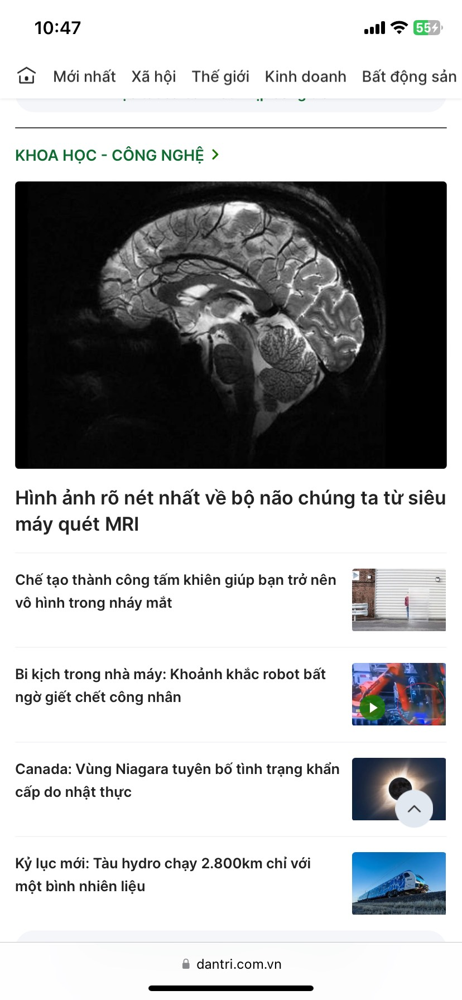 10:47
55
Mới nhất Xã hội Thế giới Kinh doanh Bất động sản
KHOA HỌC - CÔNG NGHỆ
Hình ảnh rõ nét nhất về bộ não chúng ta từ siêu
máy quét MRI
Chế tạo thành công tấm khiên giúp bạn trở nên
vô hình trong nháy mắt
Bi kịch trong nhà máy: Khoảnh khắc robot bất
ngờ giết chết công nhân
Canada: Vùng Niagara tuyên bố tình trạng khẩn
cấp do nhật thực
Kỷ lục mới: Tàu hydro chạy 2.800km chỉ với
một bình nhiên liệu
dantri.com.vn